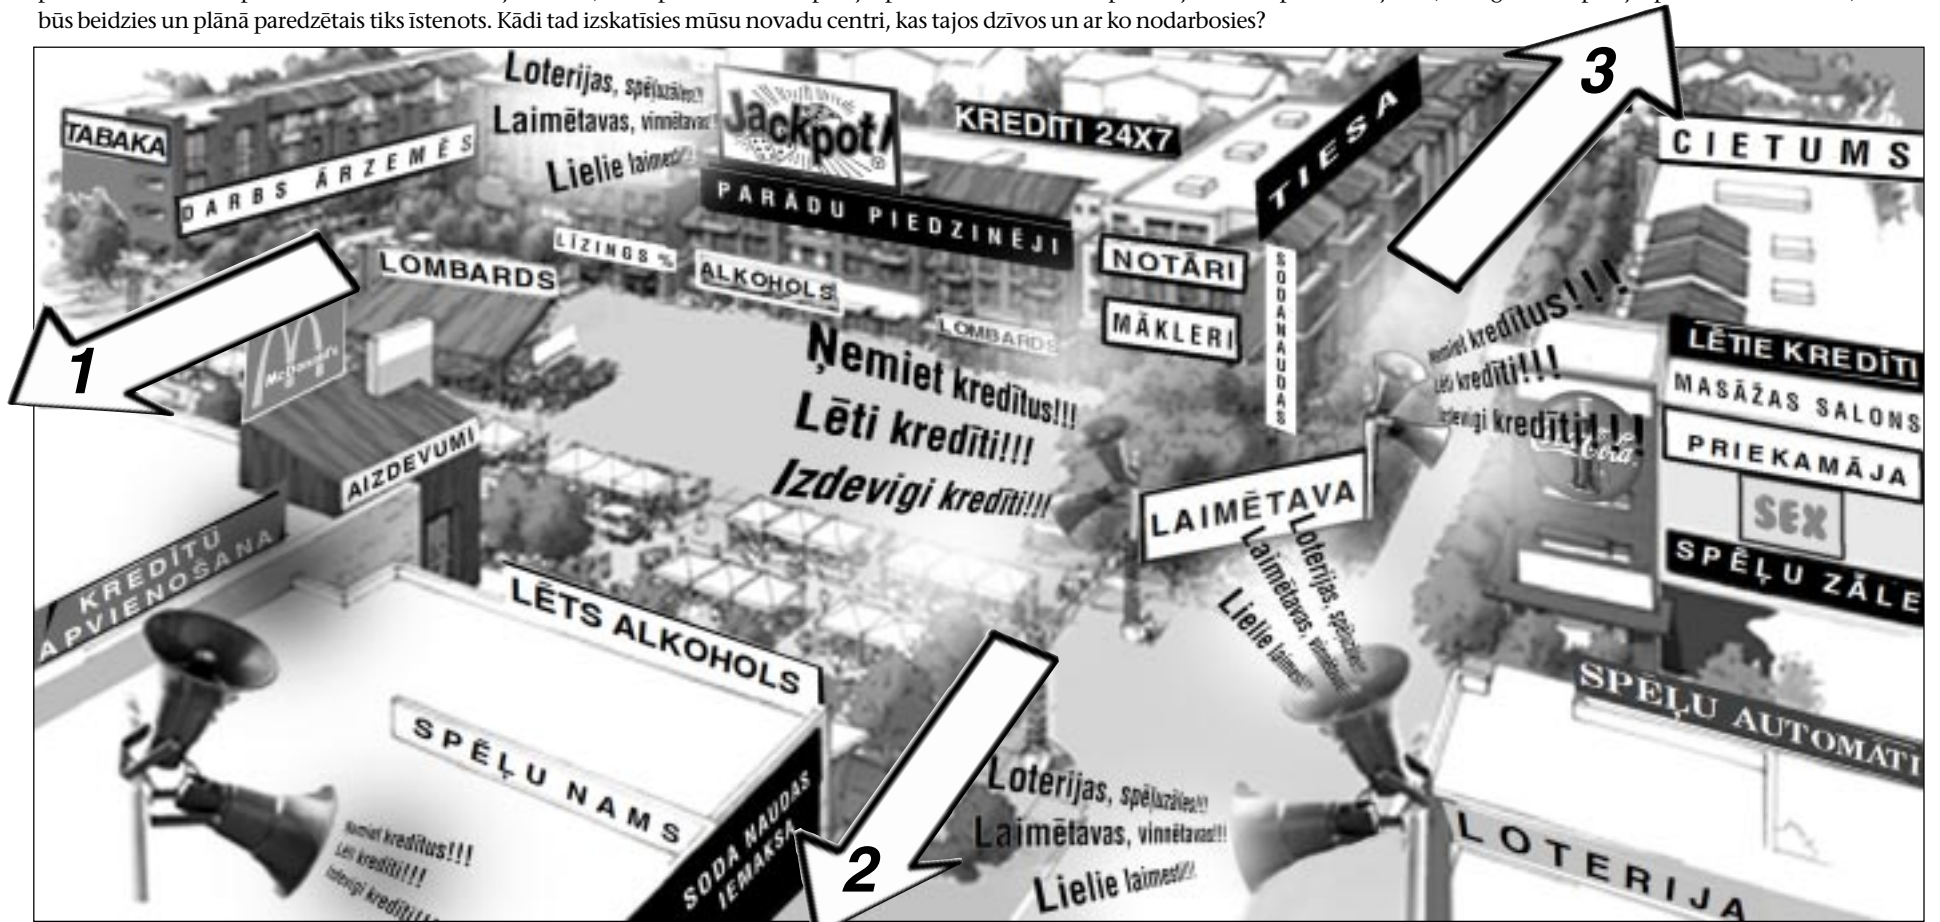 būs beidzies un plānā paredzētais tiks īstenots. Kādi tad izskatīsies mūsu novadu centri, kas tajos dzīvos un ar ko nodarbosies?
Loterijas, spēļuzāles!!!
Laimētavas, vinnētavas!!!
Lielie laimesti!!!
Jackpot!
®
KREDĪTI 24X7
TIESA
3
CIETUMS
TABAKA
DARBS ĀRZEMĒS
PARĀDU PIEDZINĒJI
LOMBARDS
LĪZINGS %
ALKOHOLS
LOMBARDS
NOTĀRI
MĀKLERI
SODANAUDAS
1
McDonald's
Ņemiet kredītus!!!
Lēti kredīti!!!
Izdevīgi kredīti!!!
Ņemiet kredītus!!!
Lēti kredīti!!!
Izdevīgi kredīti!!!
LĒTIE KREDĪTI
MASĀŽAS SALONS
PRIEKAMĀJA
SEX
SPĒĻU ZĀLE
AIZDEVUMI
KREDĪTU
APVIENOŠANA
LAIMĒTAVA
Loterijas, spēļuzāles!!!
Laimētavas, vinnētavas!!!
Lielie laimesti!!!
LĒTS ALKOHOLS
SPĒĻU NAMS
SODA NAUDAS
IEMAKSA
2
SPĒĻU AUTOMĀTI
LOTERIJA
Ņemiet kredītus!!!
Lēti kredīti!!!
Izdevīgi kredīti!!!
Loterijas, spēļuzāles!!!
Laimētavas, vinnētavas!!!
Lielie laimesti!!!